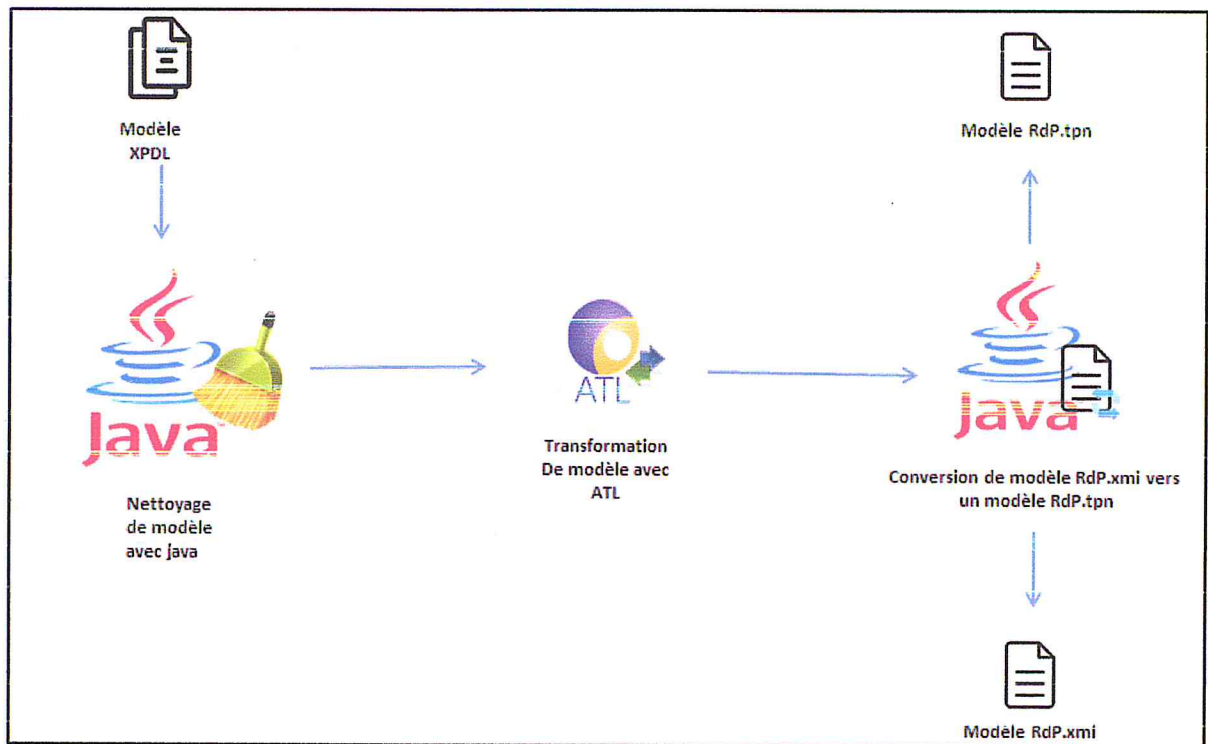 Modèle
XPDL
Modèle RdP.tpn
Java™
ATL
Java
Nettoyage
de modèle
avec java
Transformation
De modèle avec
ATL
Conversion de modèle RdP.xmi vers
un modèle RdP.tpn
Modèle RdP.xmi